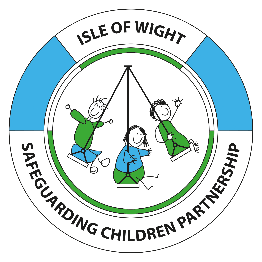 ISLE OF WIGHT
SAFEGUARDING CHILDREN PARTNERSHIP